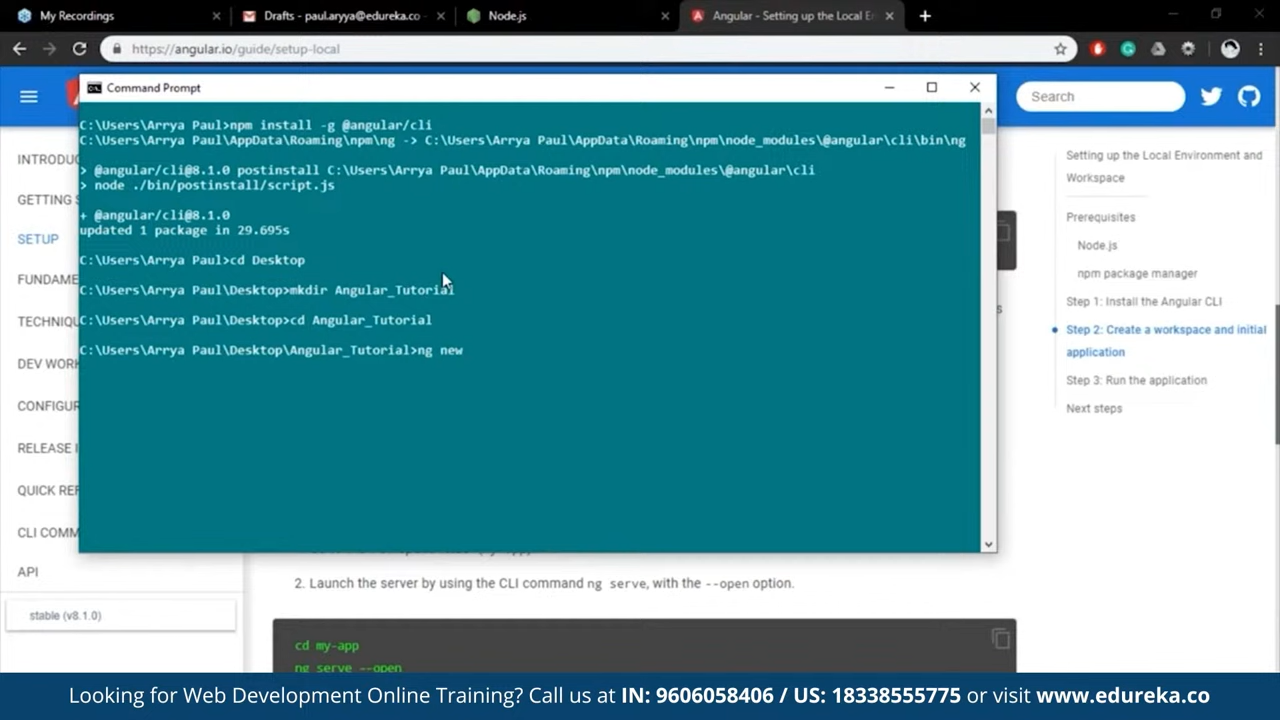 My Recordings
Drafts - paul.aryya@edureka.co -
Node.js
Angular - Setting up the Local E
https://angular.io/guide/setup-local
Command Prompt
Search
C:\Users\Arrya Paul>npm install -g @angular/cli
C:\Users\Arrya Paul\AppData\Roaming\npm\ng -> C:\Users\Arrya Paul\AppData\Roaming\npm\node_modules\@angular\cli\bin\ng
> @angular/cli@8.1.0 postinstall C:\Users\Arrya Paul\AppData\Roaming\npm\node_modules\@angular\cli
> node ./bin/postinstall/script.js
+ @angular/cli@8.1.0
updated 1 package in 29.695s
C:\Users\Arrya Paul>cd Desktop
C:\Users\Arrya Paul\Desktop>mkdir Angular_Tutorial
C:\Users\Arrya Paul\Desktop>cd Angular_Tutorial
C:\Users\Arrya Paul\Desktop\Angular_Tutorial>ng new
INTRODUC
GETTING S
SETUP
FUNDAME
TECHNIQU
DEV WORK
CONFIGUR
RELEASE I
QUICK REF
CLI COMM
API
stable (v8.1.0)
Setting up the Local Environment and
Workspace
Prerequisites
Node.js
npm package manager
Step 1: Install the Angular CLI
Step 2: Create a workspace and initial
application
Step 3: Run the application
Next steps
2. Launch the server by using the CLI command ng serve, with the --open option.
cd my-app
ng serve --open
Looking for Web Development Online Training? Call us at IN: 9606058406 / US: 18338555775 or visit www.edureka.co